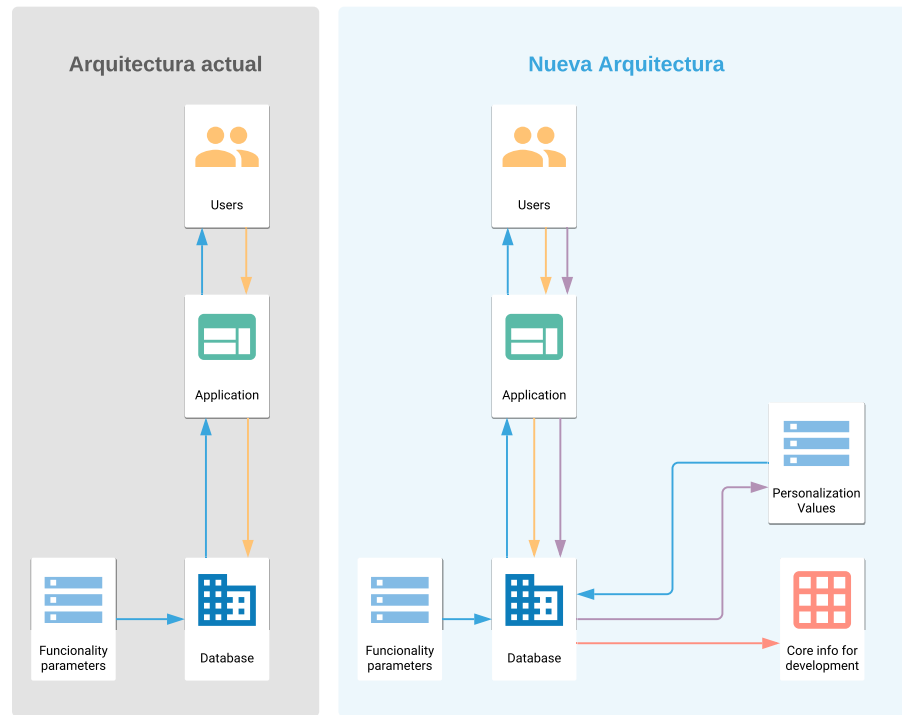 Arquitectura actual
Users
Application
Funcionality
parameters
Database
Nueva Arquitectura
Users
Application
Personalization
Values
Funcionality
parameters
Database
Core info for
development